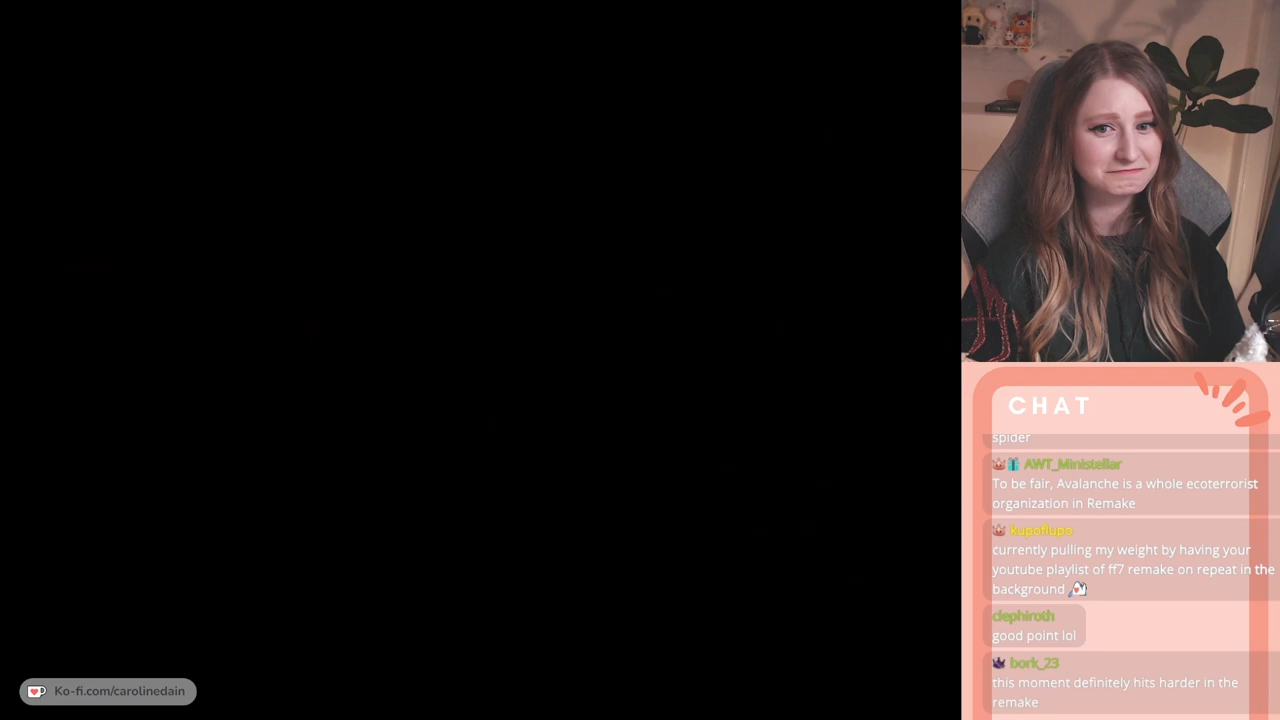 CHAT
spider
AWT_Ministellar
To be fair, Avalanche is a whole ecoterrorist
organization in Remake
kupoflupo
currently pulling my weight by having your
youtube playlist of ff7 remake on repeat in the
background
clephiroth
good point lol
bork_23
this moment definitely hits harder in the
remake
Ko-fi.com/carolinedain